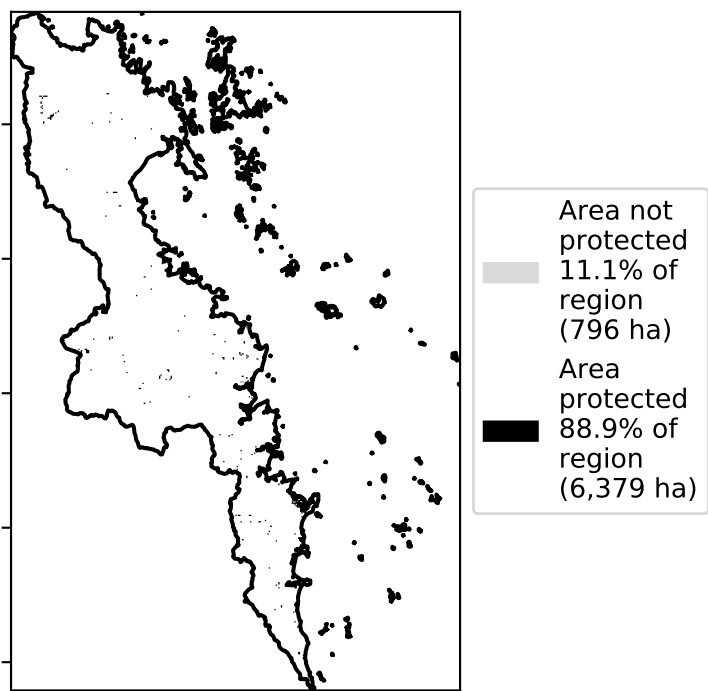 Area not
protected
11.1% of
region
(796 ha)
Area
protected
88.9% of
region
(6,379 ha)